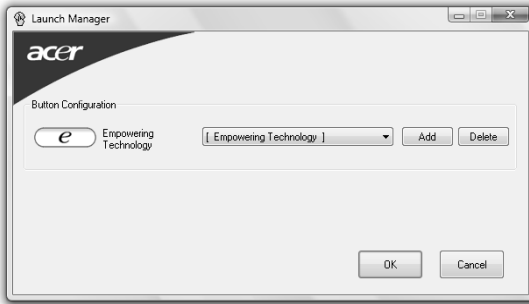 Launch Manager
acer
Button Configuration
e
Empowering
Technology
[ Empowering Technology ]
Add
Delete
OK
Cancel